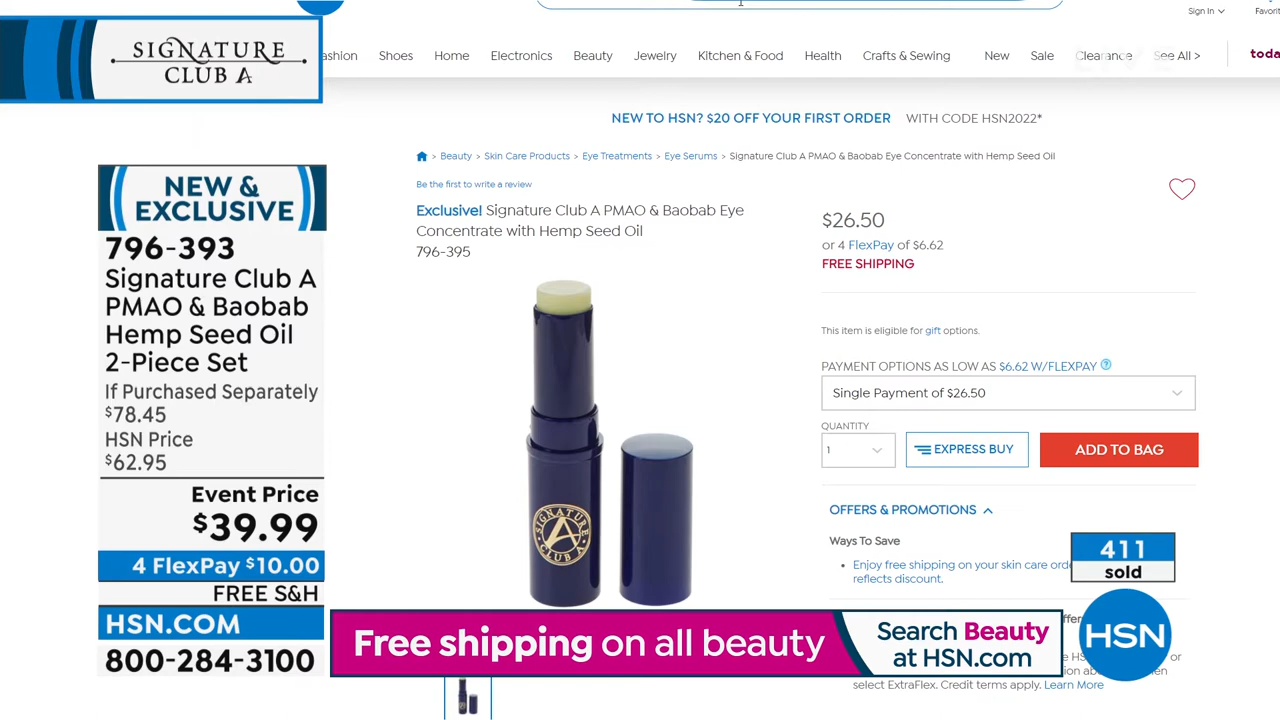 SIGNATURE
CLUB A
Sign In
Shoes
Home
Electronics
Beauty
Jewelry
Kitchen & Food
Health
Crafts & Sewing
New
Sale
Clearance
See All >
NEW TO HSN? $20 OFF YOUR FIRST ORDER WITH CODE HSN2022*
> Beauty > Skin Care Products > Eye Treatments > Eye Serums > Signature Club A PMAO & Baobab Eye Concentrate with Hemp Seed Oil
Be the first to write a review
Exclusive! Signature Club A PMAO & Baobab Eye
Concentrate with Hemp Seed Oil
796-395
SIGNATURE
A
CLUB A
NEW &
EXCLUSIVE
796-393
Signature Club A
PMAO & Baobab
Hemp Seed Oil
2-Piece Set
If Purchased Separately
$78.45
HSN Price
$62.95
Event Price
$39.99
4 FlexPay $10.00
FREE S&H
HSN.COM
800-284-3100
$26.50
or 4 FlexPay of $6.62
FREE SHIPPING
This item is eligible for gift options.
PAYMENT OPTIONS AS LOW AS $6.62 W/FLEXPAY ?
Single Payment of $26.50
QUANTITY
1
EXPRESS BUY
ADD TO BAG
OFFERS & PROMOTIONS
Ways To Save
• Enjoy free shipping on your skin care
reflects discount.
411
sold
Free shipping on all beauty
Search Beauty
at HSN.com
HSN
select ExtraFlex. Credit terms apply. Learn More